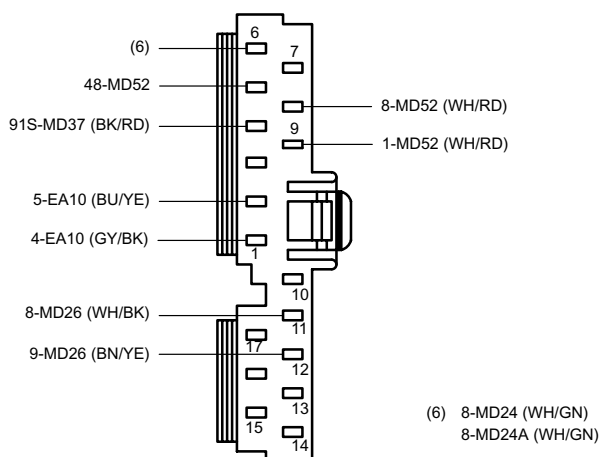 6
(6)
7
48-MD52
8-MD52 (WH/RD)
91S-MD37 (BK/RD)
9
1-MD52 (WH/RD)
5-EA10 (BU/YE)
4-EA10 (GY/BK)
1
10
8-MD26 (WH/BK)
11
17
9-MD26 (BN/YE)
12
13
15
14
(6) 8-MD24 (WH/GN)
8-MD24A (WH/GN)